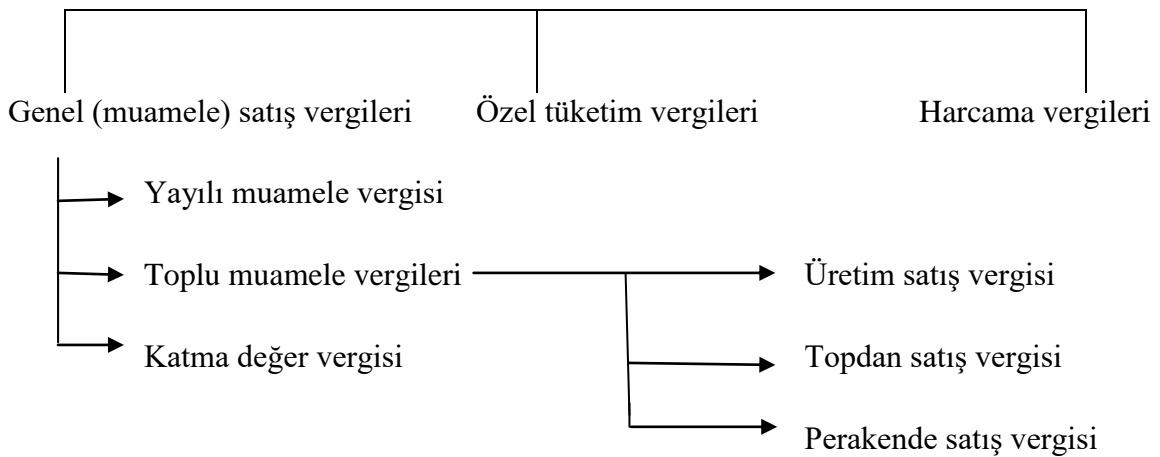 Genel (muamele) satış vergileri Özel tüketim vergileri Harcama vergileri
Yayılı muamele vergisi
Toplu muamele vergileri Üretim satış vergisi
Katma değer vergisi Topdan satış vergisi
Perakende satış vergisi